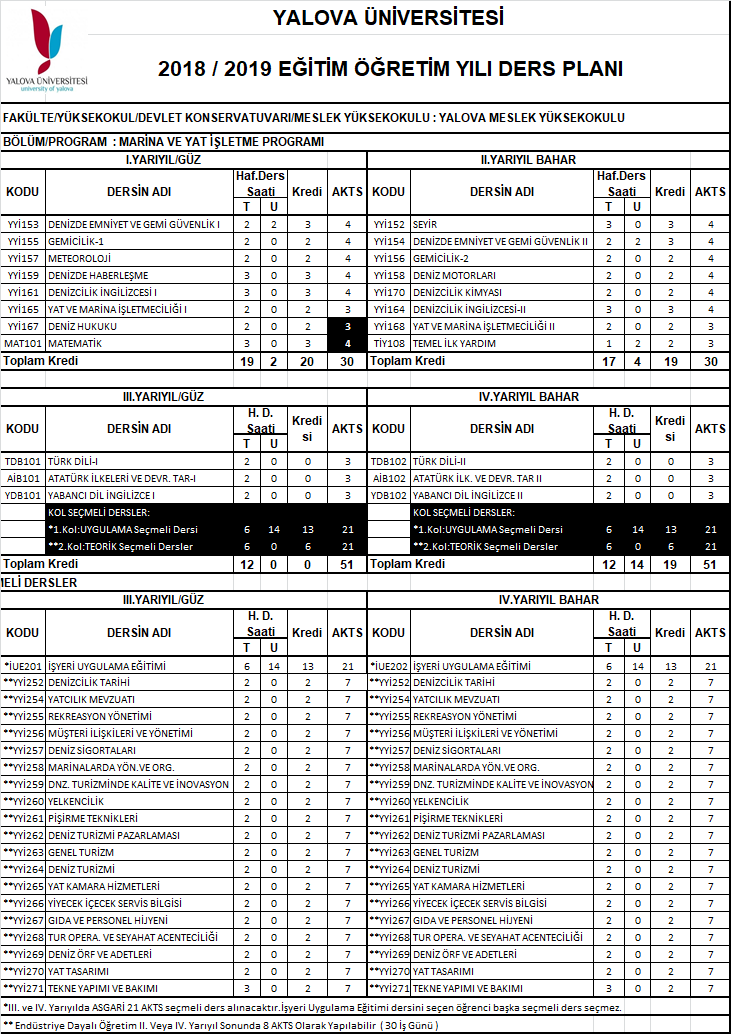 YALOVA ÜNİVERSİTESİ
university of yalova
YALOVA ÜNİVERSİTESİ
2018 / 2019 EĞİTİM ÖĞRETİM YILI DERS PLANI
FAKÜLTE/YÜKSEKOKUL/DEVLET KONSERVATUVARI/MESLEK YÜKSEKOKULU : YALOVA MESLEK YÜKSEKOKULU
BÖLÜM/PROGRAM : MARİNA VE YAT İŞLETME PROGRAMI
I.YARIYIL/GÜZ II.YARIYIL BAHAR
KODU DERSİN ADI Haf.Ders Saati T U Kredi AKTS KODU DERSİN ADI Haf.Ders Saati T U Kredi AKTS
YYİ153 DENİZDE EMNİYET VE GEMİ GÜVENLİK I 2 2 3 4 YYİ152 SEYİR 3 0 3 4
YYİ155 GEMİCİLİK-1 2 0 2 4 YYİ154 DENİZDE EMNİYET VE GEMİ GÜVENLİK II 2 2 3 4
YYİ157 METEOROLOJİ 2 0 2 4 YYİ156 GEMİCİLİK-2 2 0 2 4
YYİ159 DENİZDE HABERLEŞME 3 0 3 4 YYİ158 DENİZ MOTORLARI 2 0 2 4
YYİ161 DENİZCİLİK İNGİLİZCESİ I 3 0 3 4 YYİ170 DENİZCİLİK KİMYASI 2 0 2 4
YYİ165 YAT VE MARİNA İŞLETMECİLİĞİ I 2 0 2 3 YYİ164 DENİZCİLİK İNGİLİZCESİ-II 3 0 3 4
YYİ167 DENİZ HUKUKU 2 0 2 3 YYİ168 YAT VE MARİNA İŞLETMECİLİĞİ II 2 0 2 3
MAT101 MATEMATİK 3 0 3 4 TİY108 TEMEL İLK YARDIM 1 2 2 3
Toplam Kredi 19 2 20 30 Toplam Kredi 17 4 19 30
III.YARIYIL/GÜZ IV.YARIYIL BAHAR
KODU DERSİN ADI H. D. Saati T U Kredi si AKTS KODU DERSİN ADI H. D. Saati T U Kredi si AKTS
TDB101 TÜRK DİLİ-I 2 0 0 3 TDB102 TÜRK DİLİ-II 2 0 0 3
AİB101 ATATÜRK İLKELERİ VE DEVR. TAR-I 2 0 0 3 AİB102 ATATÜRK İLK. VE DEVR. TAR II 2 0 0 3
YDB101 YABANCI DİL İNGİLİZCE I 2 0 0 3 YDB102 YABANCI DİL İNGİLİZCE II 2 0 0 3
KOL SEÇMELİ DERSLER: KOL SEÇMELİ DERSLER:
*1.Kol:UYGULAMA Seçmeli Dersi 6 14 13 21 *1.Kol:UYGULAMA Seçmeli Dersi 6 14 13 21
**2.Kol:TEORİK Seçmeli Dersler 6 0 6 21 **2.Kol:TEORİK Seçmeli Dersler 6 0 6 21
Toplam Kredi 12 0 0 51 Toplam Kredi 12 14 19 51
MELİ DERSLER
III.YARIYIL/GÜZ IV.YARIYIL BAHAR
KODU DERSİN ADI H. D. Saati T U Kredi AKTS KODU DERSİN ADI H. D. Saati T U Kredi AKTS
*İUE201 İŞYERİ UYGULAMA EĞİTİMİ 6 14 13 21 *İUE202 İŞYERİ UYGULAMA EĞİTİMİ 6 14 13 21
**YYİ252 DENİZCİLİK TARİHİ 2 0 2 7 **YYİ252 DENİZCİLİK TARİHİ 2 0 2 7
**YYİ254 YATCILIK MEVZUATI 2 0 2 7 **YYİ254 YATCILIK MEVZUATI 2 0 2 7
**YYİ255 REKREASYON YÖNETİMİ 2 0 2 7 **YYİ255 REKREASYON YÖNETİMİ 2 0 2 7
**YYİ256 MÜŞTERİ İLİŞKİLERİ VE YÖNETİMİ 2 0 2 7 **YYİ256 MÜŞTERİ İLİŞKİLERİ VE YÖNETİMİ 2 0 2 7
**YYİ257 DENİZ SİGORTALARI 2 0 2 7 **YYİ257 DENİZ SİGORTALARI 2 0 2 7
**YYİ258 MARİNALARDA YÖN.VE ORG. 2 0 2 7 **YYİ258 MARİNALARDA YÖN.VE ORG. 2 0 2 7
**YYİ259 DNZ. TURİZMİNDE KALİTE VE İNOVASYON 2 0 2 7 **YYİ259 DNZ. TURİZMİNDE KALİTE VE İNOVASYON 2 0 2 7
**YYİ260 YELKENCİLİK 2 0 2 7 **YYİ260 YELKENCİLİK 2 0 2 7
**YYİ261 PİŞİRME TEKNİKLERİ 2 0 2 7 **YYİ261 PİŞİRME TEKNİKLERİ 2 0 2 7
**YYİ262 DENİZ TURİZMİ PAZARLAMASI 2 0 2 7 **YYİ262 DENİZ TURİZMİ PAZARLAMASI 2 0 2 7
**YYİ263 GENEL TURİZM 2 0 2 7 **YYİ263 GENEL TURİZM 2 0 2 7
**YYİ264 DENİZ TURİZMİ 2 0 2 7 **YYİ264 DENİZ TURİZMİ 2 0 2 7
**YYİ265 YAT KAMARA HİZMETLERİ 2 0 2 7 **YYİ265 YAT KAMARA HİZMETLERİ 2 0 2 7
**YYİ266 YİYECEK İÇECEK SERVİS BİLGİSİ 2 0 2 7 **YYİ266 YİYECEK İÇECEK SERVİS BİLGİSİ 2 0 2 7
**YYİ267 GIDA VE PERSONEL HİJYENİ 2 0 2 7 **YYİ267 GIDA VE PERSONEL HİJYENİ 2 0 2 7
**YYİ268 TUR OPERA. VE SEYAHAT ACENTECİLİĞİ 2 0 2 7 **YYİ268 TUR OPERA. VE SEYAHAT ACENTECİLİĞİ 2 0 2 7
**YYİ269 DENİZ ÖRF VE ADETLERİ 2 0 2 7 **YYİ269 DENİZ ÖRF VE ADETLERİ 2 0 2 7
**YYİ270 YAT TASARIMI 2 0 2 7 **YYİ270 YAT TASARIMI 2 0 2 7
**YYİ271 TEKNE YAPIMI VE BAKIMI 3 0 2 7 **YYİ271 TEKNE YAPIMI VE BAKIMI 3 0 2 7
*III. ve IV. Yarıyılda ASGARİ 21 AKTS seçmeli ders alınacaktır.İşyeri Uygulama Eğitimi dersini seçen öğrenci başka seçmeli ders seçmez.
** Endüstriye Dayalı Öğretim II. Veya IV. Yarıyıl Sonunda 8 AKTS Olarak Yapılabilir ( 30 İş Günü )